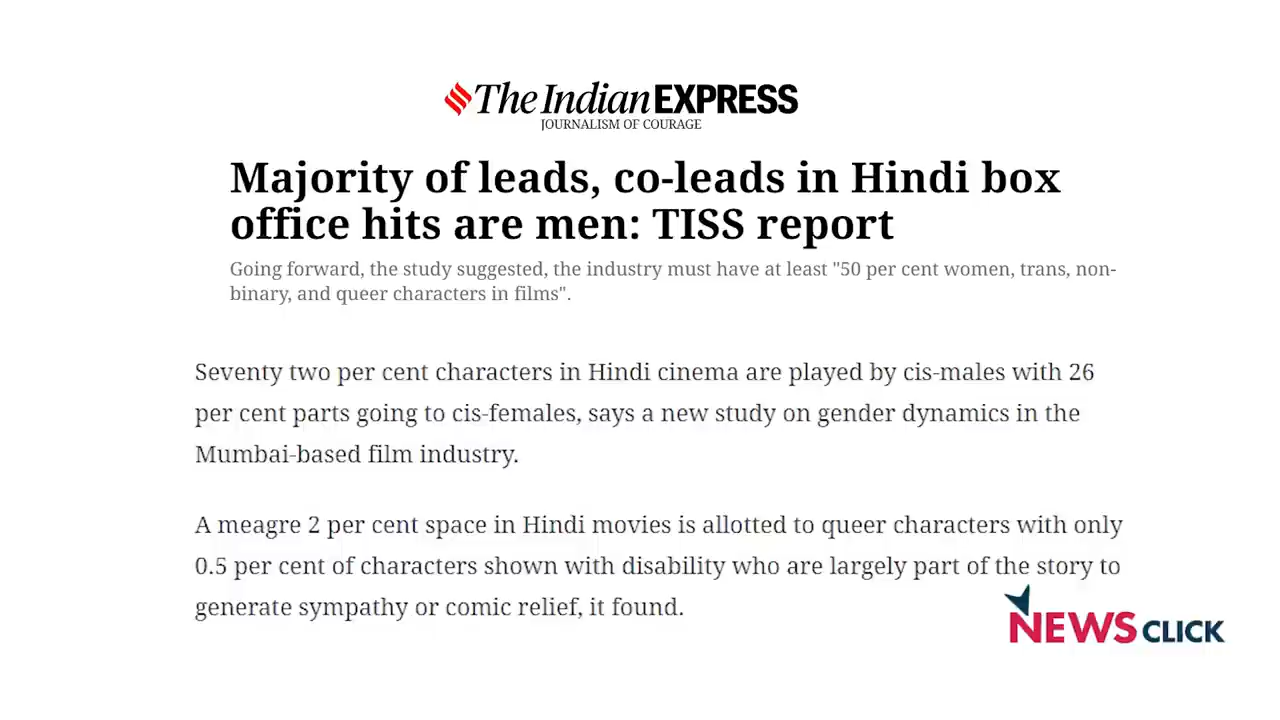 The Indian EXPRESS
JOURNALISM OF COURAGE
Majority of leads, co-leads in Hindi box
office hits are men: TISS report
Going forward, the study suggested, the industry must have at least "50 per cent women, trans, non-
binary, and queer characters in films".
Seventy two per cent characters in Hindi cinema are played by cis-males with 26
per cent parts going to cis-females, says a new study on gender dynamics in the
Mumbai-based film industry.
A meagre 2 per cent space in Hindi movies is allotted to queer characters with only
0.5 per cent of characters shown with disability who are largely part of the story to
generate sympathy or comic relief, it found.
NEWS CLICK